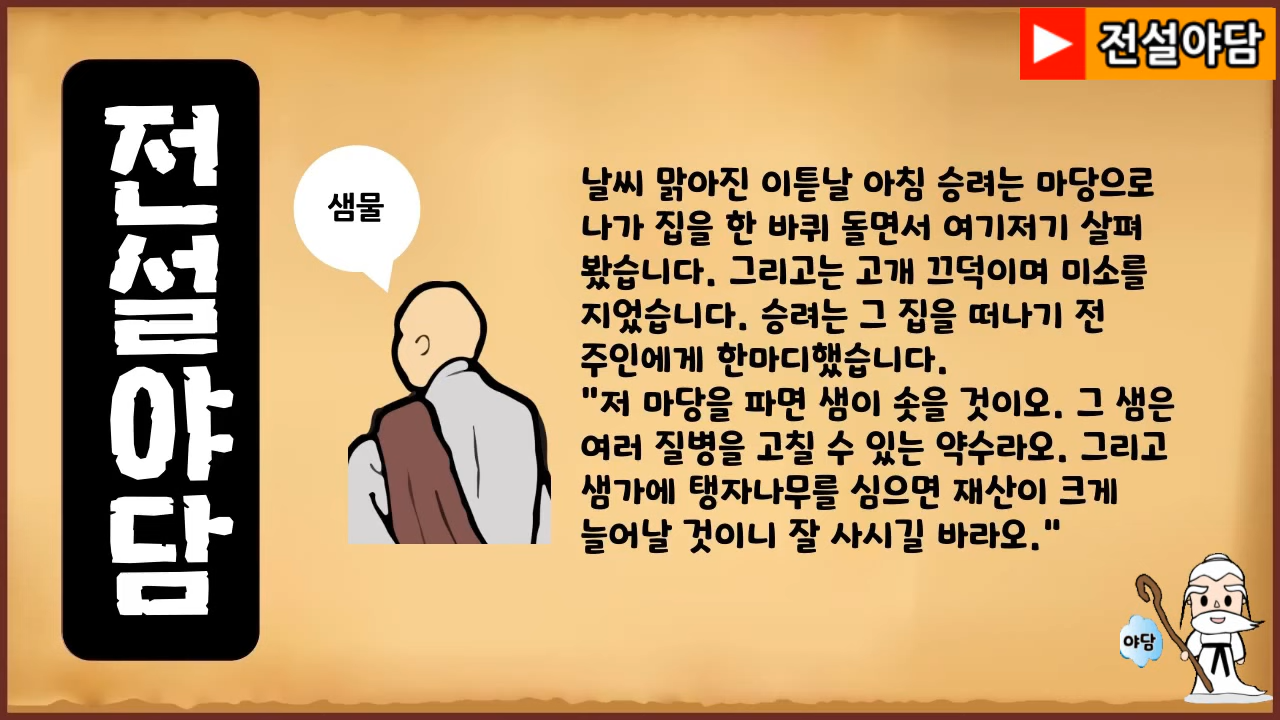 전설야담
전설야담
샘물
날씨 맑아진 이튿날 아침 승려는 마당으로
나가 집을 한 바퀴 돌면서 여기저기 살펴
봤습니다. 그리고는 고개 끄덕이며 미소를
지었습니다. 승려는 그 집을 떠나기 전
주인에게 한마디했습니다.
"저 마당을 파면 샘이 솟을 것이오. 그 샘은
여러 질병을 고칠 수 있는 약수라오. 그리고
샘가에 탱자나무를 심으면 재산이 크게
늘어날 것이니 잘 사시길 바라오."
야담